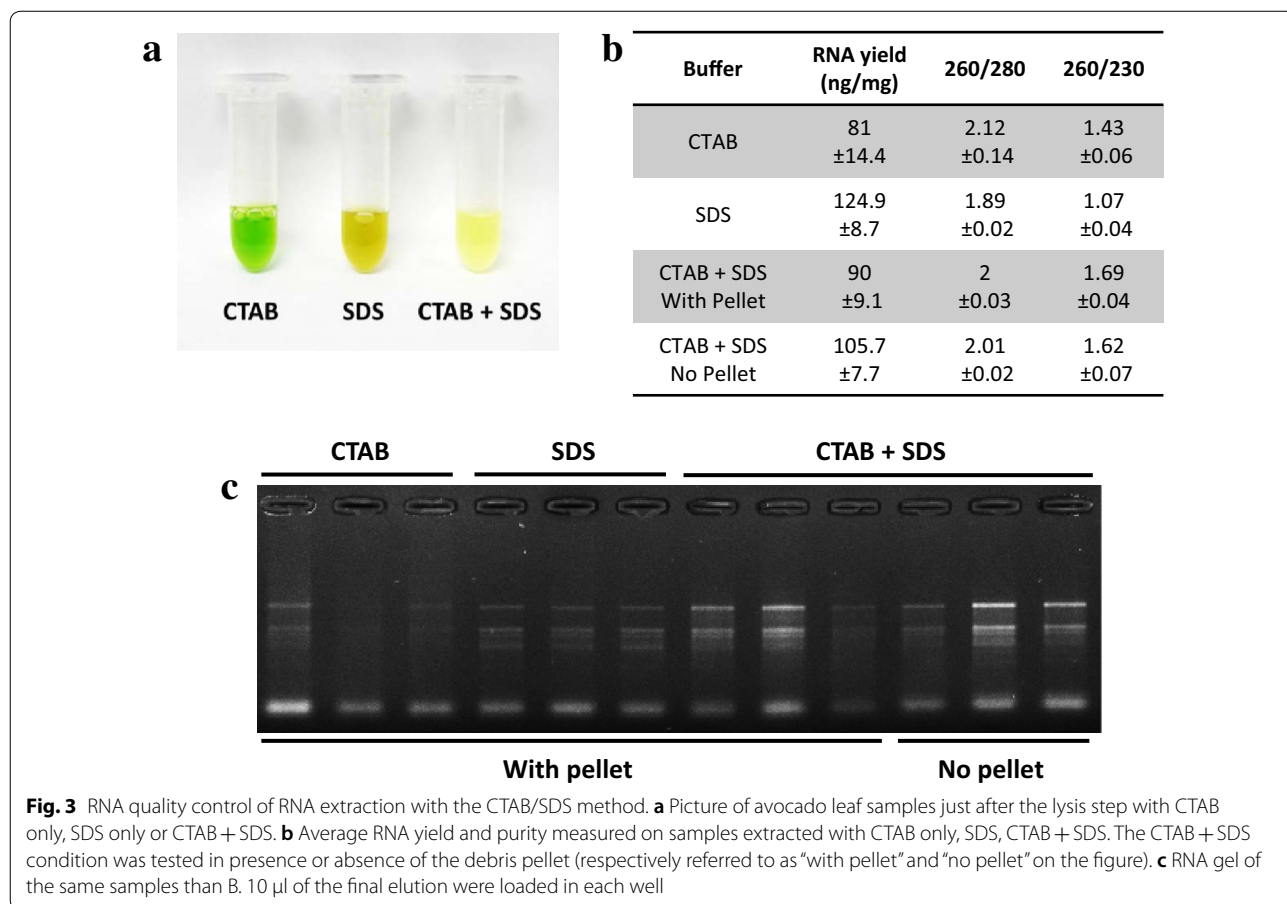 a
CTAB SDS CTAB + SDS
b
Buffer RNA yield (ng/mg) 260/280 260/230
CTAB 81 ±14.4 2.12 ±0.14 1.43 ±0.06
SDS 124.9 ±8.7 1.89 ±0.02 1.07 ±0.04
CTAB + SDS With Pellet 90 ±9.1 2 ±0.03 1.69 ±0.04
CTAB + SDS No Pellet 105.7 ±7.7 2.01 ±0.02 1.62 ±0.07
CTAB SDS CTAB + SDS
c
With pellet No pellet
Fig. 3 RNA quality control of RNA extraction with the CTAB/SDS method. a Picture of avocado leaf samples just after the lysis step with CTAB
only, SDS only or CTAB + SDS. b Average RNA yield and purity measured on samples extracted with CTAB only, SDS, CTAB + SDS. The CTAB + SDS
condition was tested in presence or absence of the debris pellet (respectively referred to as “with pellet” and “no pellet” on the figure). c RNA gel of
the same samples than B. 10 µl of the final elution were loaded in each well